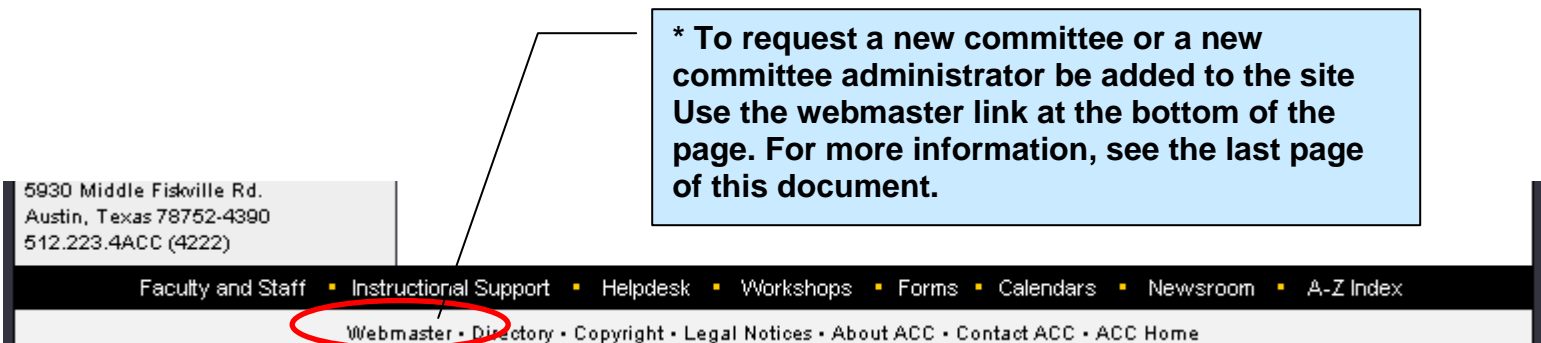 * To request a new committee or a new
committee administrator be added to the site
Use the webmaster link at the bottom of the
page. For more information, see the last page
of this document.
5930 Middle Fiskville Rd.
Austin, Texas 78752-4390
512.223.4ACC (4222)
Faculty and Staff ▪ Instructional Support ▪ Helpdesk ▪ Workshops ▪ Forms ▪ Calendars ▪ Newsroom ▪ A-Z Index
Webmaster • Directory • Copyright • Legal Notices • About ACC • Contact ACC • ACC Home